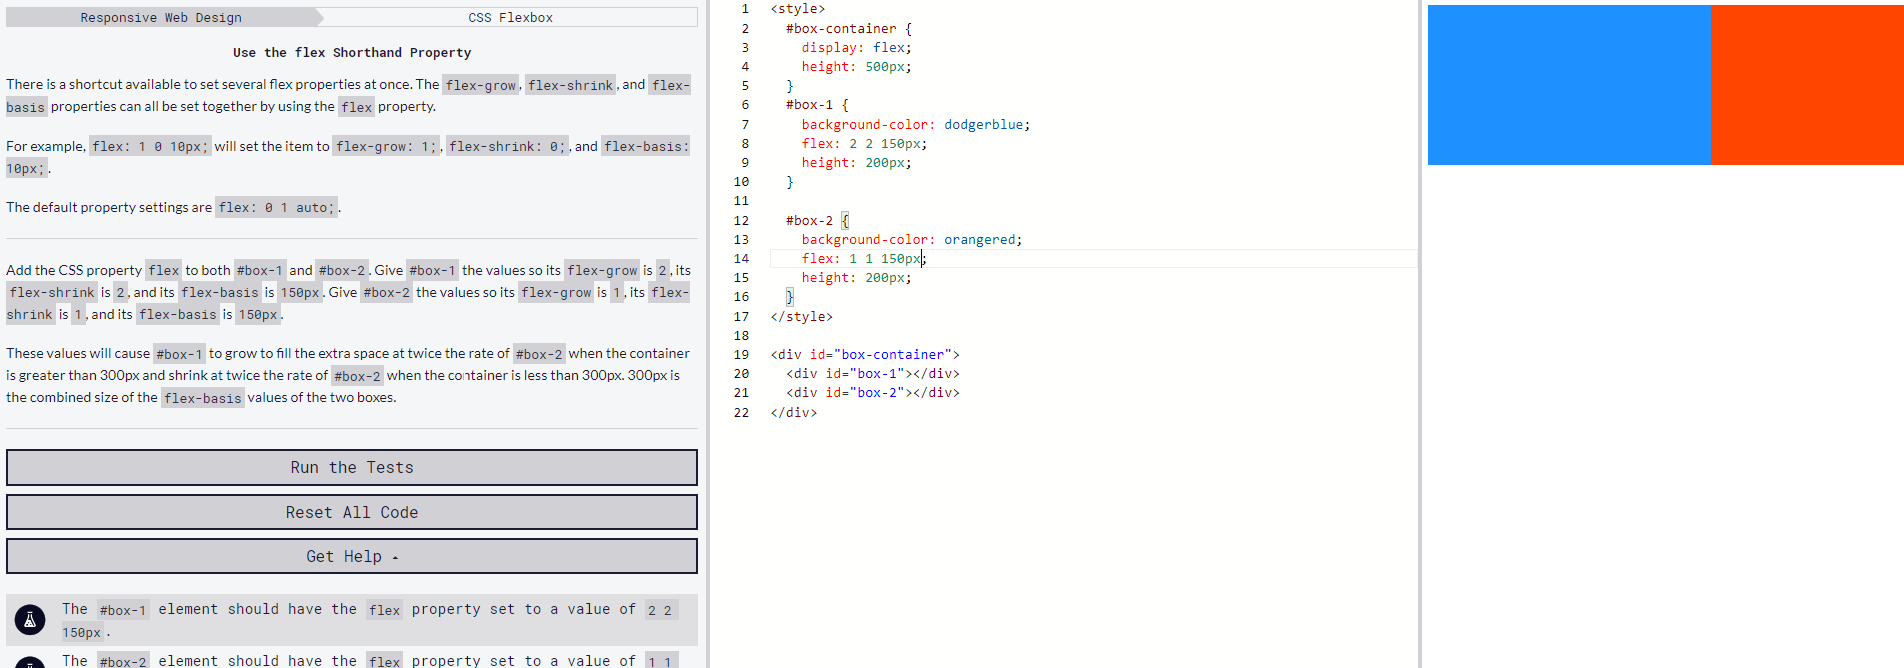 Responsive Web Design
CSS Flexbox
Use the flex Shorthand Property
There is a shortcut available to set several flex properties at once. The flex-grow, flex-shrink, and flex-
basis properties can all be set together by using the flex property.
For example, flex: 1 0 10px; will set the item to flex-grow: 1;, flex-shrink: 0;, and flex-basis:
10px;.
The default property settings are flex: 0 1 auto;.
Add the CSS property flex to both #box-1 and #box-2. Give #box-1 the values so its flex-grow is 2, its
flex-shrink is 2, and its flex-basis is 150px. Give #box-2 the values so its flex-grow is 1, its flex-
shrink is 1, and its flex-basis is 150px.
These values will cause #box-1 to grow to fill the extra space at twice the rate of #box-2 when the container
is greater than 300px and shrink at twice the rate of #box-2 when the container is less than 300px. 300px is
the combined size of the flex-basis values of the two boxes.
Run the Tests
Reset All Code
Get Help
The #box-1 element should have the flex property set to a value of 2 2
150px.
The #box-2 element should have the flex property set to a value of 1 1
1 <style>
2 #box-container {
3 display: flex;
4 height: 500px;
5 }
6 #box-1 {
7 background-color: dodgerblue;
8 flex: 2 2 150px;
9 height: 200px;
10 }
11
12 #box-2 {
13 background-color: orangered;
14 flex: 1 1 150px;
15 height: 200px;
16 }
17 </style>
18
19 <div id="box-container">
20 <div id="box-1"></div>
21 <div id="box-2"></div>
22 </div>